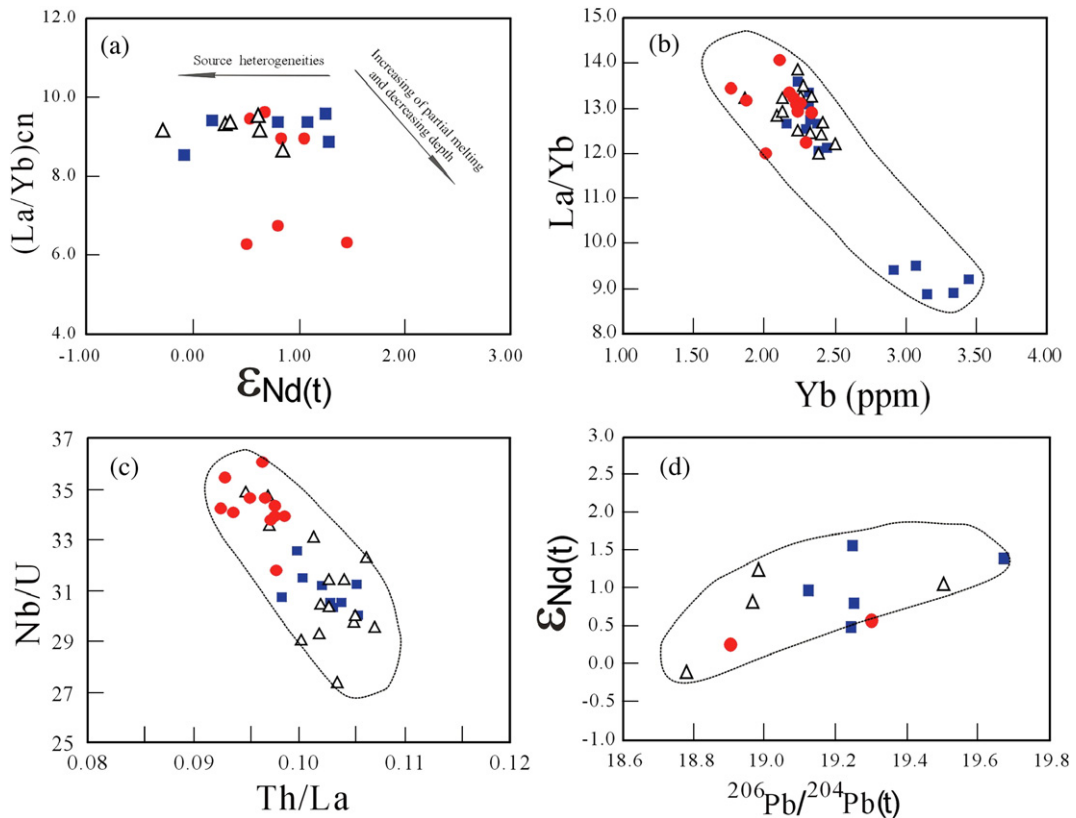 (a)
12.0
10.0
8.0
6.0
4.0
(La/Yb)cn
Source heterogeneities
Increasing of partial melting
and decreasing depth
-1.00 0.00 1.00 2.00 3.00
εNd(t)
(b)
15.0
14.0
13.0
12.0
11.0
10.0
9.0
8.0
La/Yb
1.00 1.50 2.00 2.50 3.00 3.50 4.00
Yb (ppm)
(c)
37
35
33
31
29
27
25
Nb/U
0.08 0.09 0.10 0.11 0.12
Th/La
(d)
3.0
2.5
2.0
1.5
1.0
0.5
0.0
-0.5
-1.0
εNd(t)
18.6 18.8 19.0 19.2 19.4 19.6 19.8
²⁰⁶Pb/²⁰⁴Pb(t)